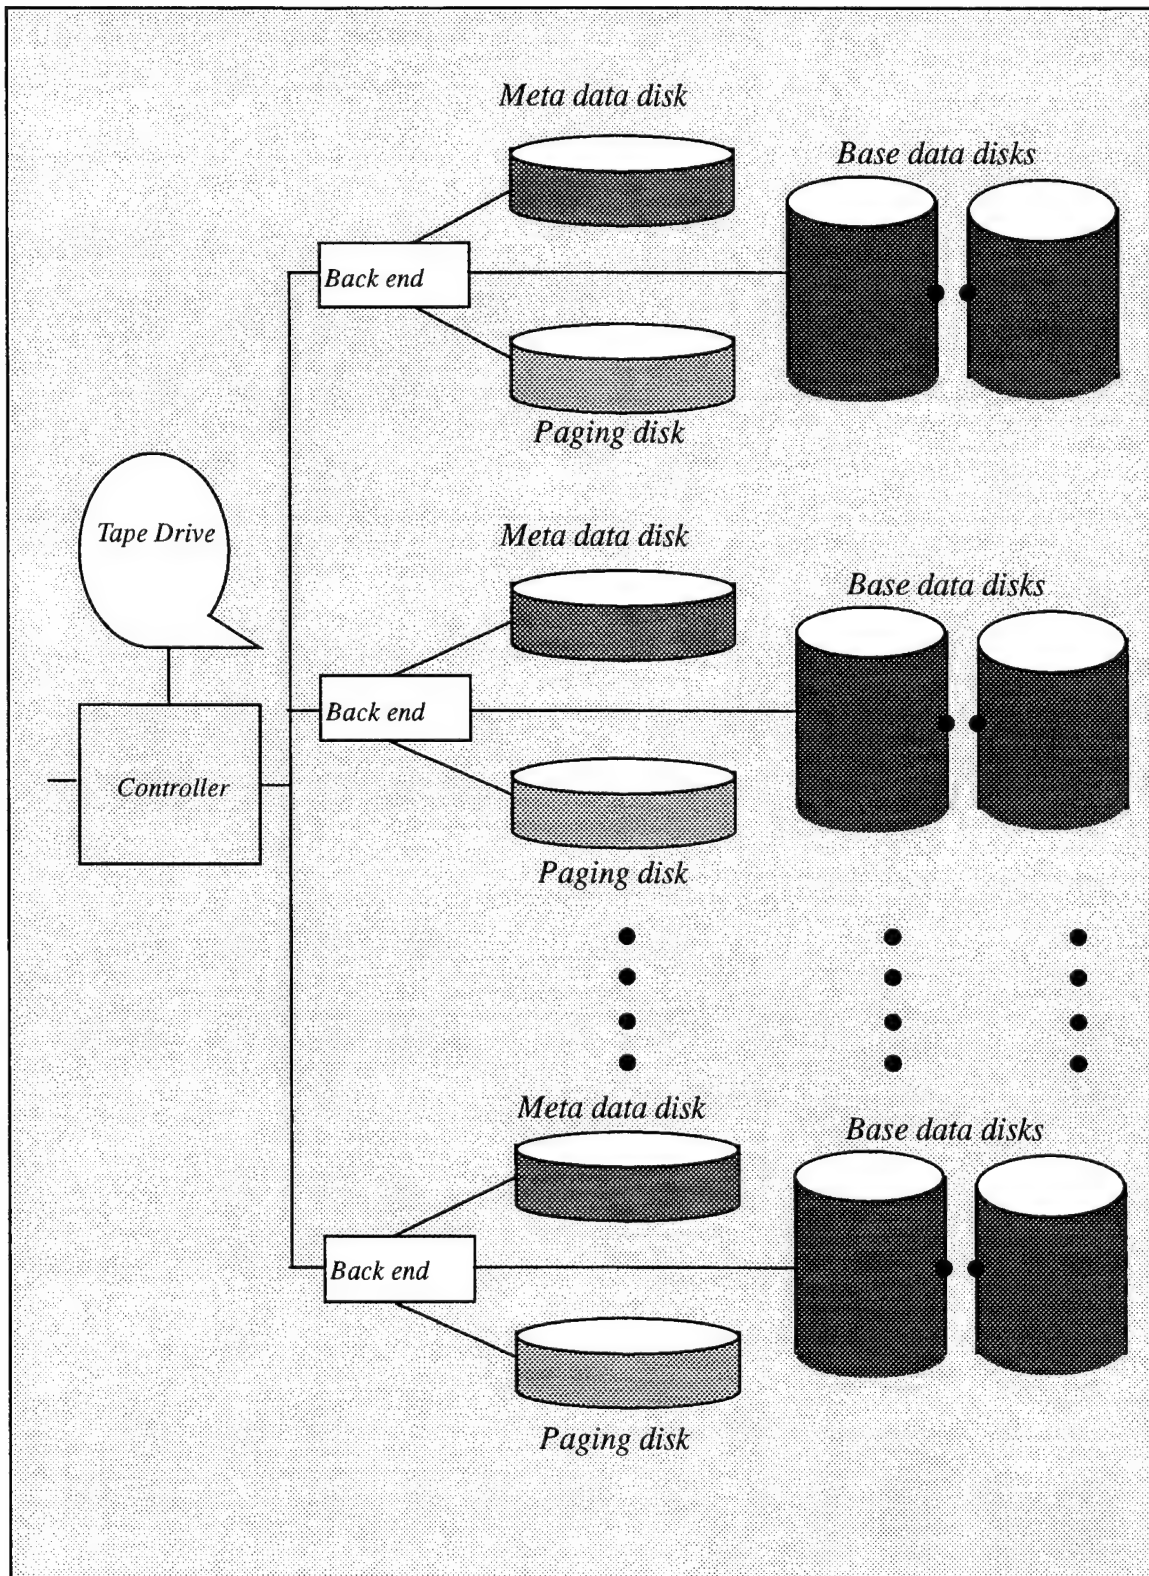 Meta data disk
Base data disks
Back end
Paging disk
Tape Drive
Meta data disk
Base data disks
Back end
Controller
Paging disk
Meta data disk
Base data disks
Back end
Paging disk